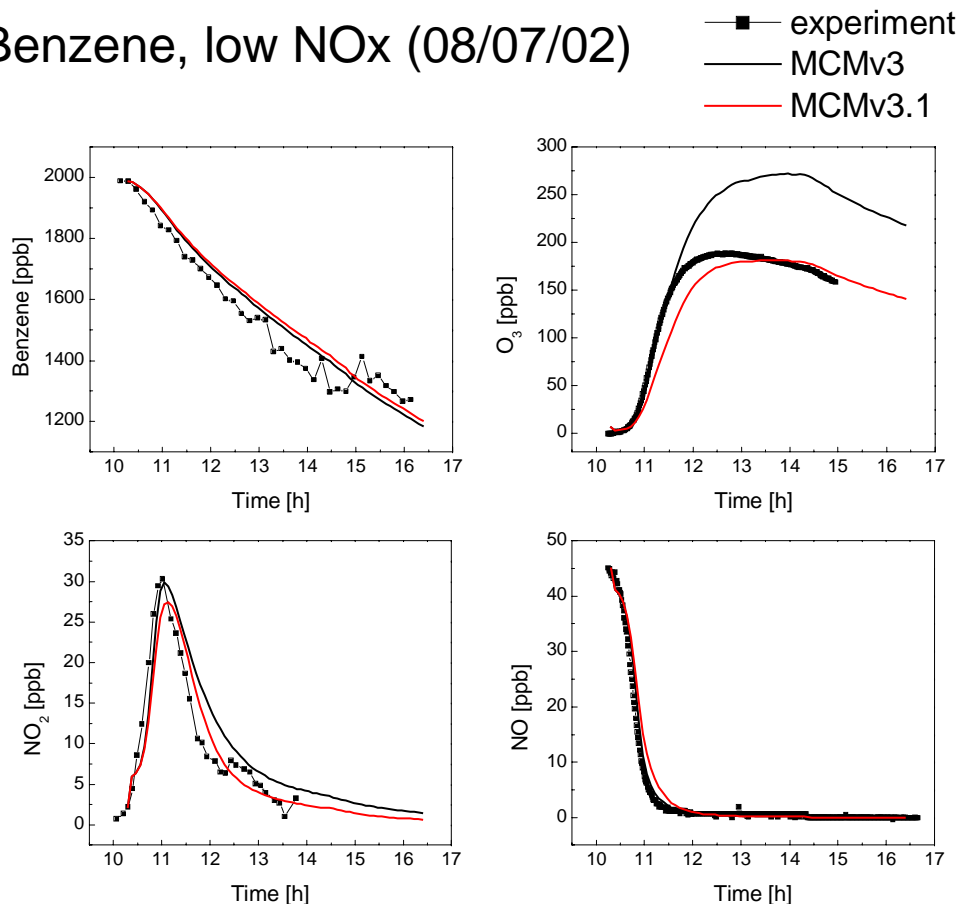 Benzene, low NOx (08/07/02)
experiment
MCMv3
MCMv3.1
Benzene [ppb]
2000
1800
1600
1400
1200
10 11 12 13 14 15 16 17
Time [h]
O₃ [ppb]
300
250
200
150
100
50
0
10 11 12 13 14 15 16 17
Time [h]
NO₂ [ppb]
35
30
25
20
15
10
5
0
10 11 12 13 14 15 16 17
Time [h]
NO [ppb]
50
40
30
20
10
0
10 11 12 13 14 15 16 17
Time [h]